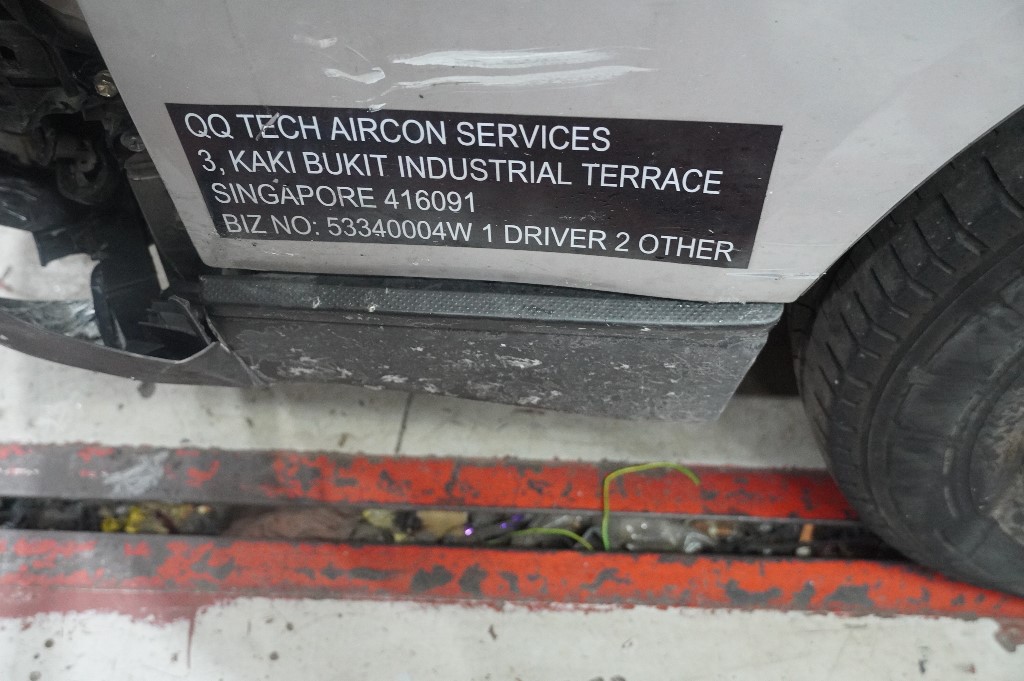 QQ TECH AIRCON SERVICES
3, KAKI BUKIT INDUSTRIAL TERRACE
SINGAPORE 416091
BIZ NO: 53340004W 1 DRIVER 2 OTHER